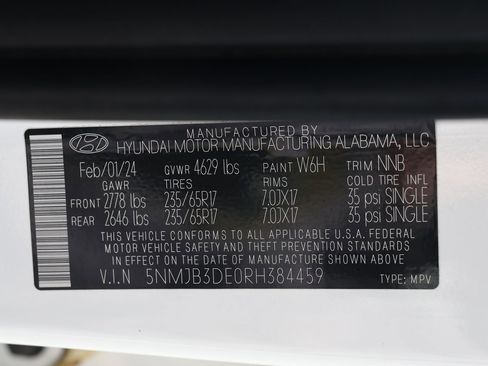 MANUFACTURED BY
HYUNDAI MOTOR MANUFACTURING ALABAMA, LLC
Feb/01/24 GVWR 4629 lbs PAINT W6H TRIM NNB
GAWR TIRES RIMS COLD TIRE INFL
FRONT 2778 lbs 235/65R17 7.0JX17 35 psi SINGLE
REAR 2646 lbs 235/65R17 7.0JX17 35 psi SINGLE
THIS VEHICLE CONFORMS TO ALL APPLICABLE U.S.A. FEDERAL
MOTOR VEHICLE SAFETY, BUMPER, AND THEFT PREVENTION
STANDARDS IN EFFECT ON THE DATE OF MANUFACTURE SHOWN ABOVE.
V.I.N 5NMJB3DE0RH384459 TYPE: MPV